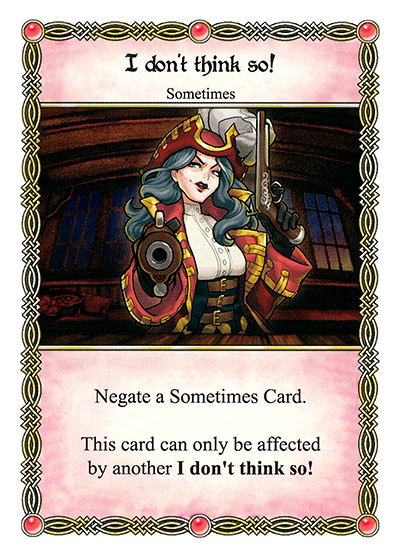 I don't think so!
Sometimes
Negate a Sometimes Card.
This card can only be affected
by another I don't think so!